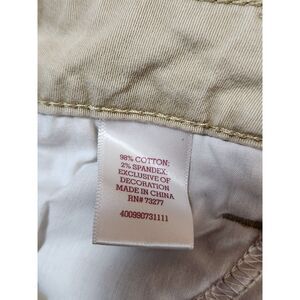 98% COTTON;
2% SPANDEX;
EXCLUSIVE OF
DECORATION
MADE IN CHINA
RN# 73277
400990731111